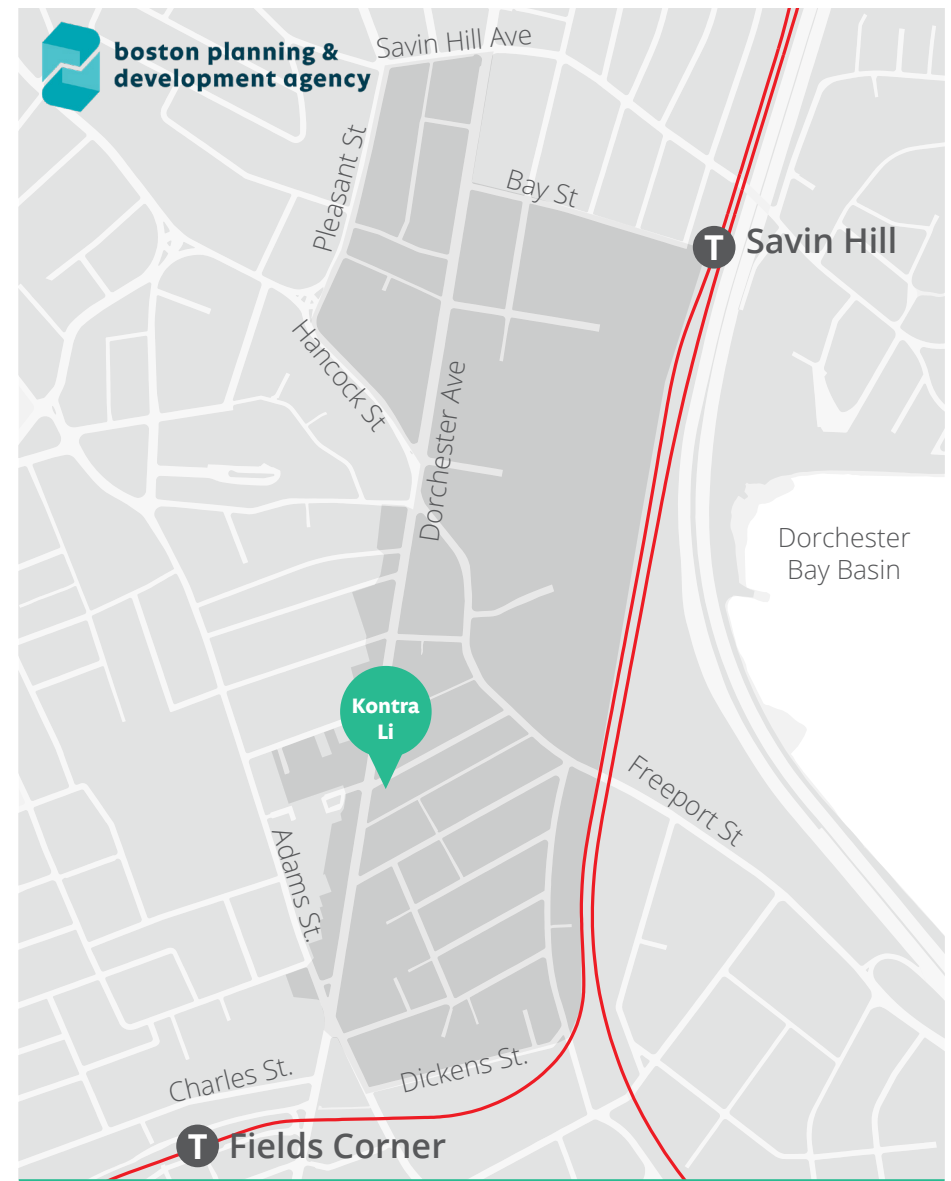 boston planning &
development agency
Savin Hill Ave
Pleasant St
Bay St
T Savin Hill
Hancock St
Dorchester Ave
Dorchester
Bay Basin
Kontra
Li
Freeport St
Adams St.
Charles St.
Dickens St.
T Fields Corner